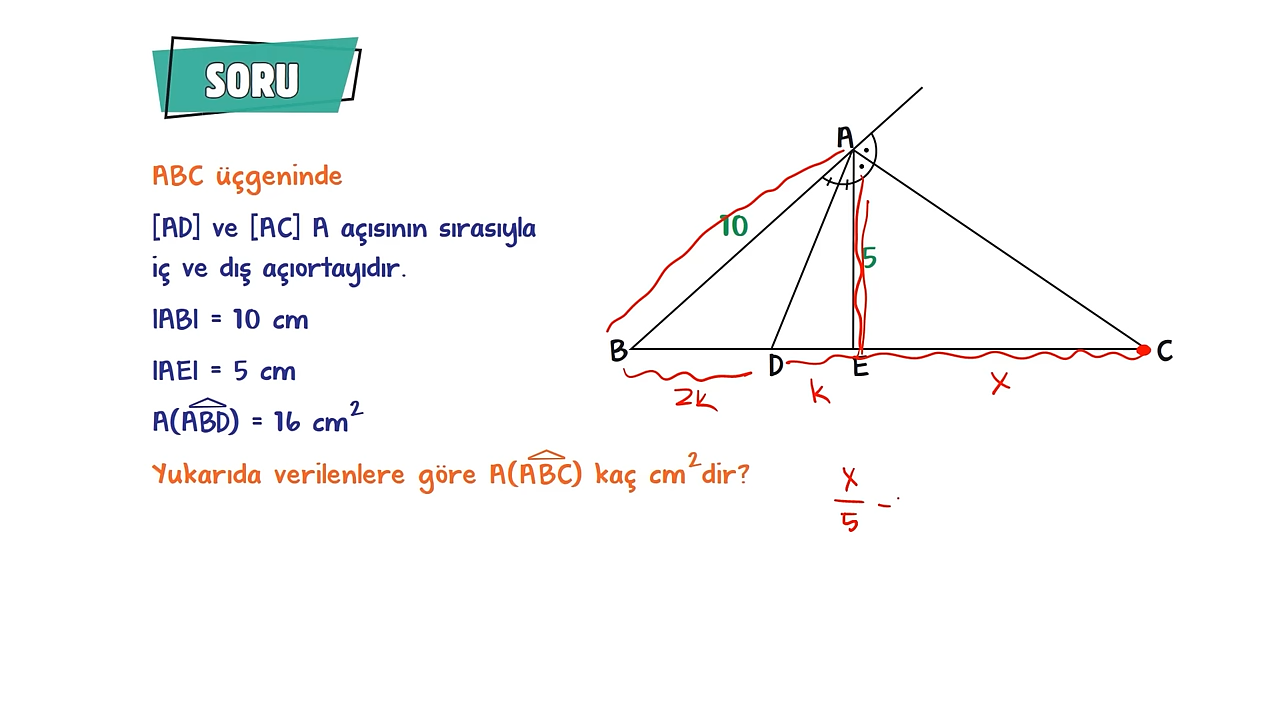 SORU
ABC üçgeninde
[AD] ve [AC] A açısının sırasıyla
iç ve dış açıortayıdır.
|AB| = 10 cm
|AE| = 5 cm
A(ABD) = 16 cm²
Yukarıda verilenlere göre A(ABC) kaç cm²dir?
A
10
5
B
D
E
C
2k
k
x
x
5
-